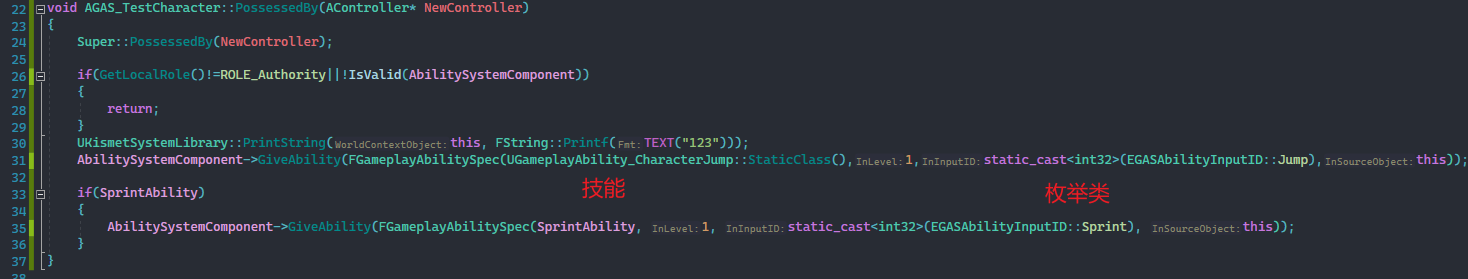 22 void AGAS_TestCharacter::PossessedBy(AController* NewController)
23 {
24 Super::PossessedBy(NewController);
25
26 if(GetLocalRole()!=ROLE_Authority||!IsValid(AbilitySystemComponent))
27 {
28 return;
29 }
30 UKismetSystemLibrary::PrintString(WorldContextObject:this, FString::Printf(Fmt:TEXT("123")));
31 AbilitySystemComponent->GiveAbility(FGameplayAbilitySpec(UGameplayAbility_CharacterJump::StaticClass(),InLevel:1,InInputID:static_cast<int32>(EGASAbilityInputID::Jump),InSourceObject:this));
32
技能 枚举类
33 if(SprintAbility)
34 {
35 AbilitySystemComponent->GiveAbility(FGameplayAbilitySpec(SprintAbility, InLevel:1, InInputID:static_cast<int32>(EGASAbilityInputID::Sprint), InSourceObject:this));
36 }
37 }